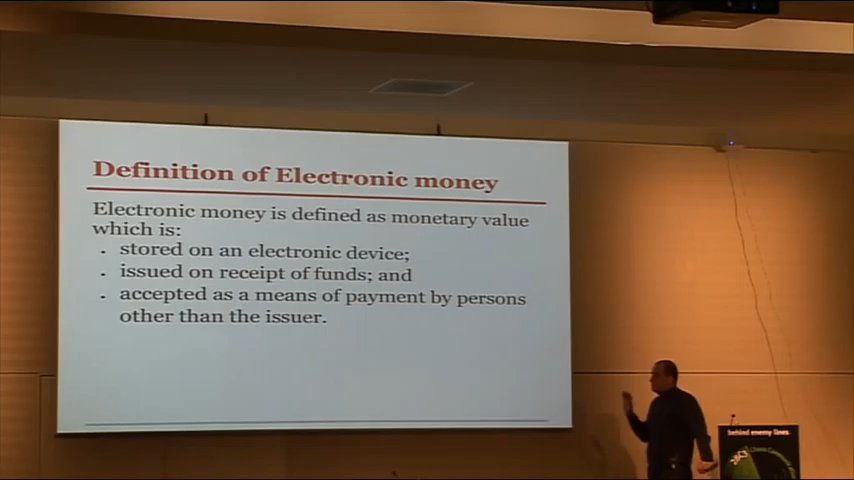 Definition of Electronic money
Electronic money is defined as monetary value
which is:
· stored on an electronic device;
· issued on receipt of funds; and
· accepted as a means of payment by persons
other than the issuer.
behind enemy lines